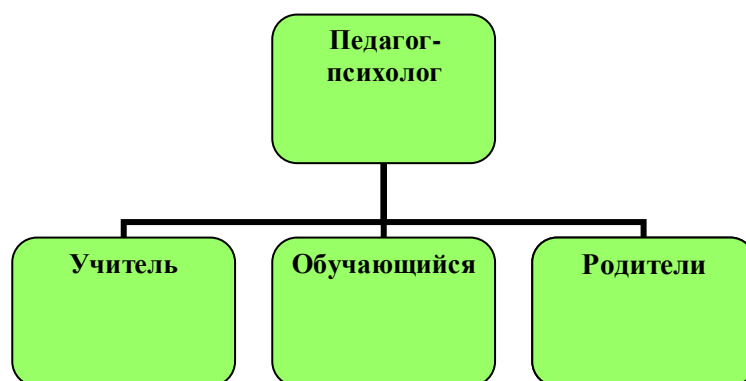 Педагог-
психолог
Учитель
Обучающийся
Родители